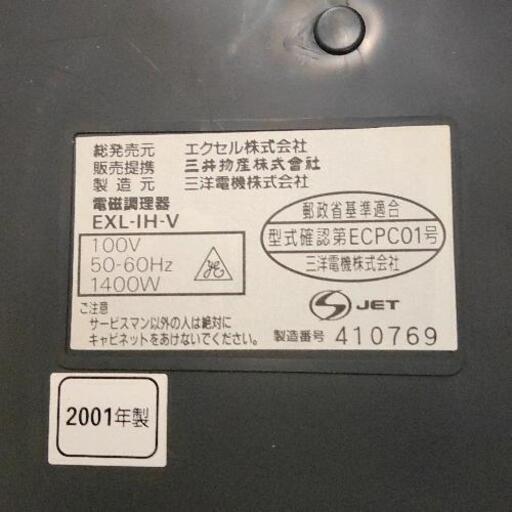 総発売元 エクセル株式会社
販売提携 三井物産株式會社
製造元 三洋電機株式会社
電磁調理器
EXL-IH-V
100V
50-60Hz
1400W
郵政省基準適合
型式確認第ECPC01号
三洋電機株式会社
JET
ご注意
サービスマン以外の人は絶対に
キャビネットをあけないでください。
製造番号 410769
2001年製